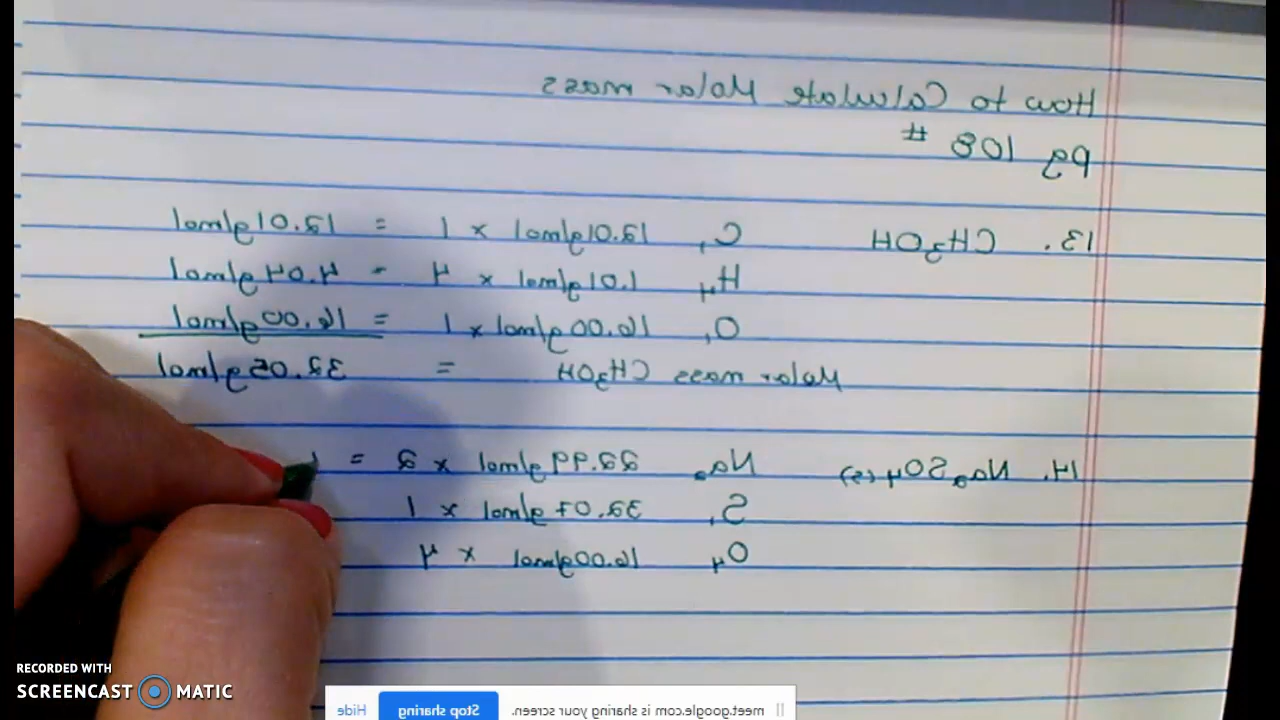 How to Calculate Molar mass
pg 108 #
13. CH3OH C1 12.01g/mol x 1 = 12.01g/mol
H4 1.01g/mol x 4 = 4.04g/mol
O1 16.00g/mol x 1 = 16.00g/mol
Molar mass CH3OH = 32.05g/mol
14. Na2SO4(s) Na2 22.99g/mol x 2 =
S1 32.07g/mol x 1
O4 16.00g/mol x 4
RECORDED WITH
SCREENCAST MATIC
meet.google.com is sharing your screen. Stop sharing Hide